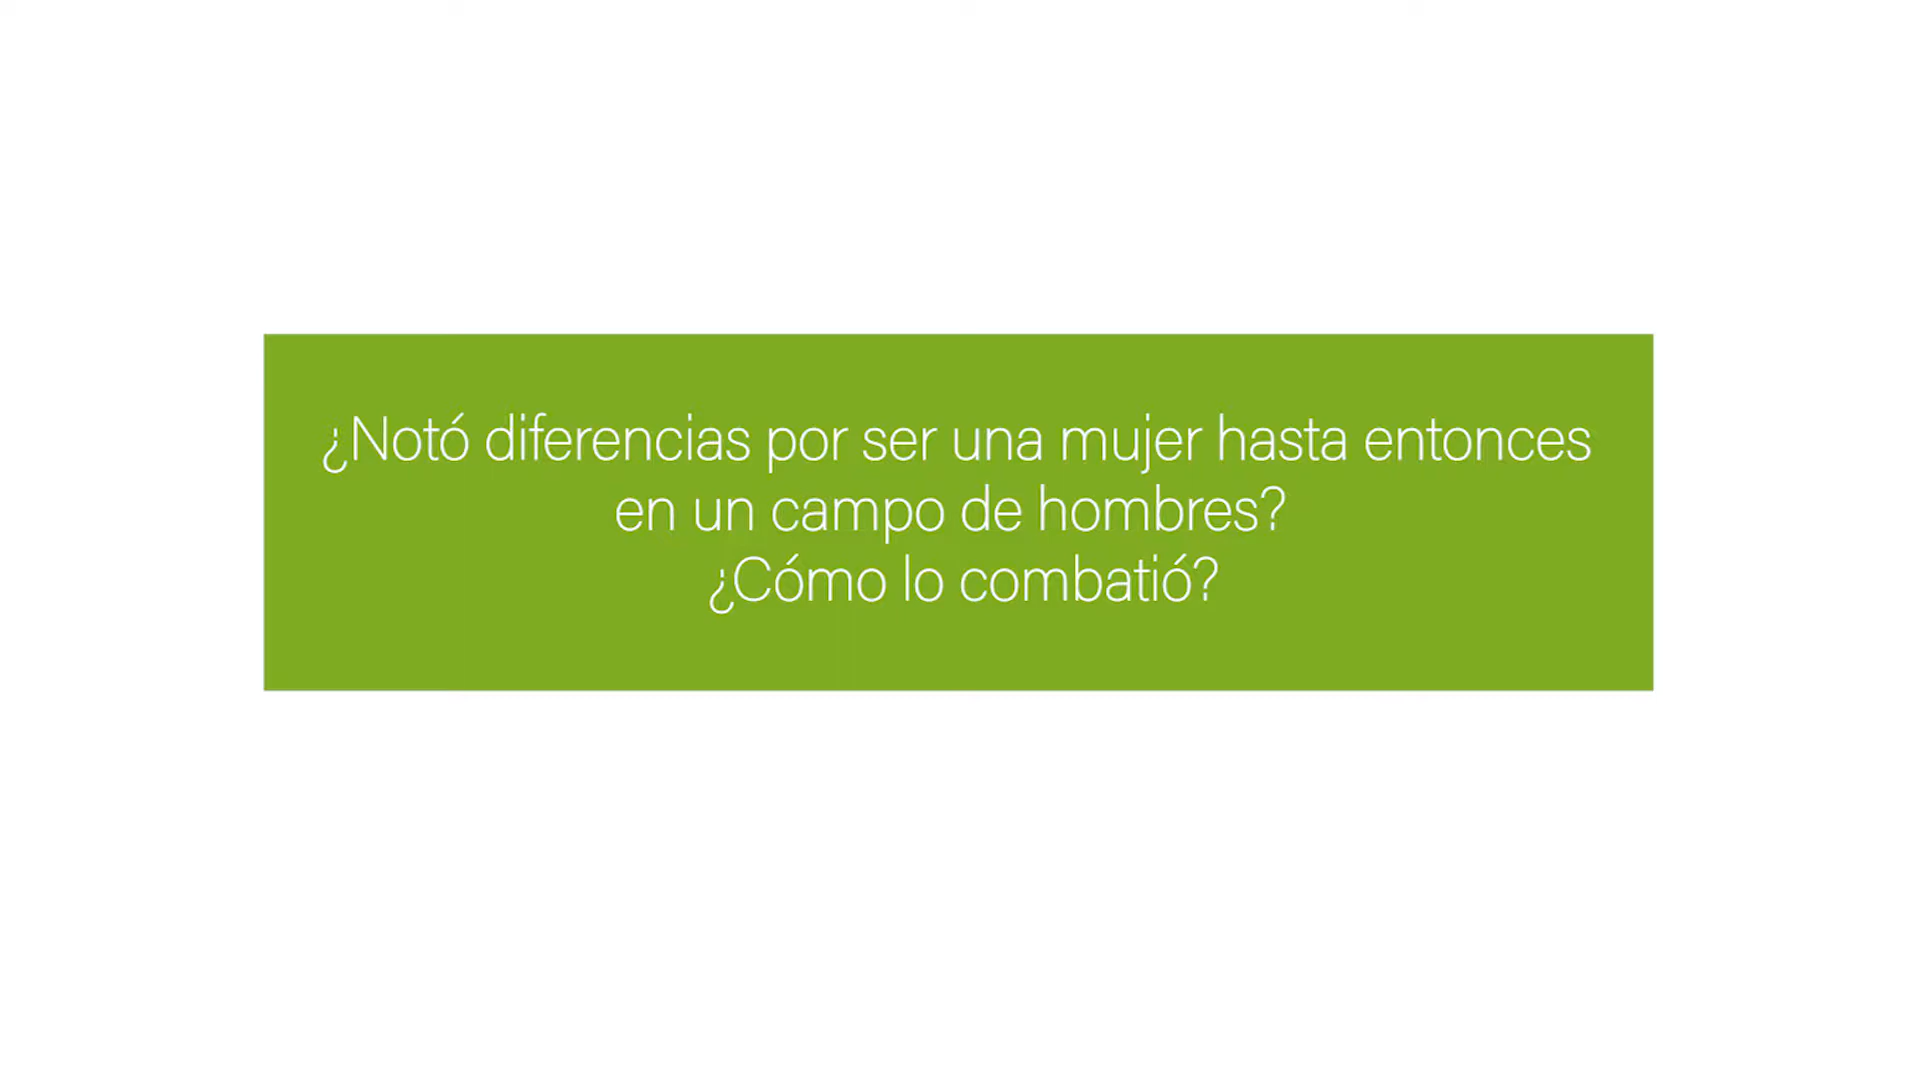 ¿Notó diferencias por ser una mujer hasta entonces
en un campo de hombres?
¿Cómo lo combatió?